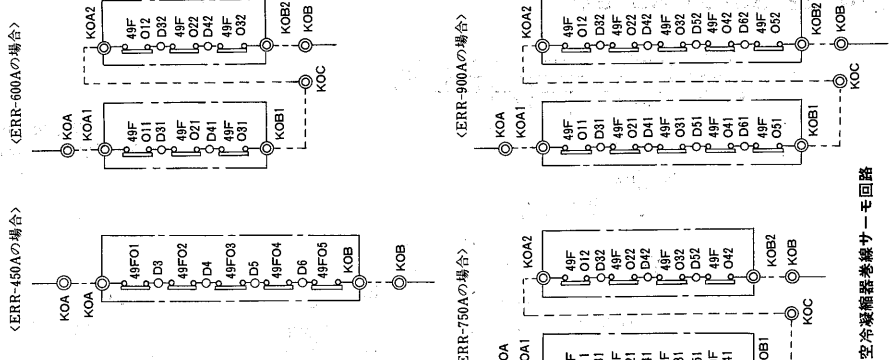 <ERR-600Aの場合>
KOA2
49F
O12
D32
49F
O22
D42
49F
O32
KOB2
KOB
KOC
KOA
KOA1
49F
O11
D31
49F
O21
D41
49F
O31
KOB1
<ERR-900Aの場合>
KOA2
49F
O12
D32
49F
O22
D42
49F
O32
D52
49F
O42
D62
49F
O52
KOB2
KOB
KOC
KOA
KOA1
49F
O11
D31
49F
O21
D41
49F
O31
D51
49F
O41
D61
49F
O51
KOB1
<ERR-450Aの場合>
KOA
KOA
49FO1
D3
49FO2
D4
49FO3
D5
49FO4
D6
49FO5
KOB
KOB
ERR-750Aの場合>
KOA2
49F
O12
D32
49F
O22
D42
49F
O32
D52
49F
O42
KOB2
KOB
KOC
空冷凝縮器巻線サーモ回路